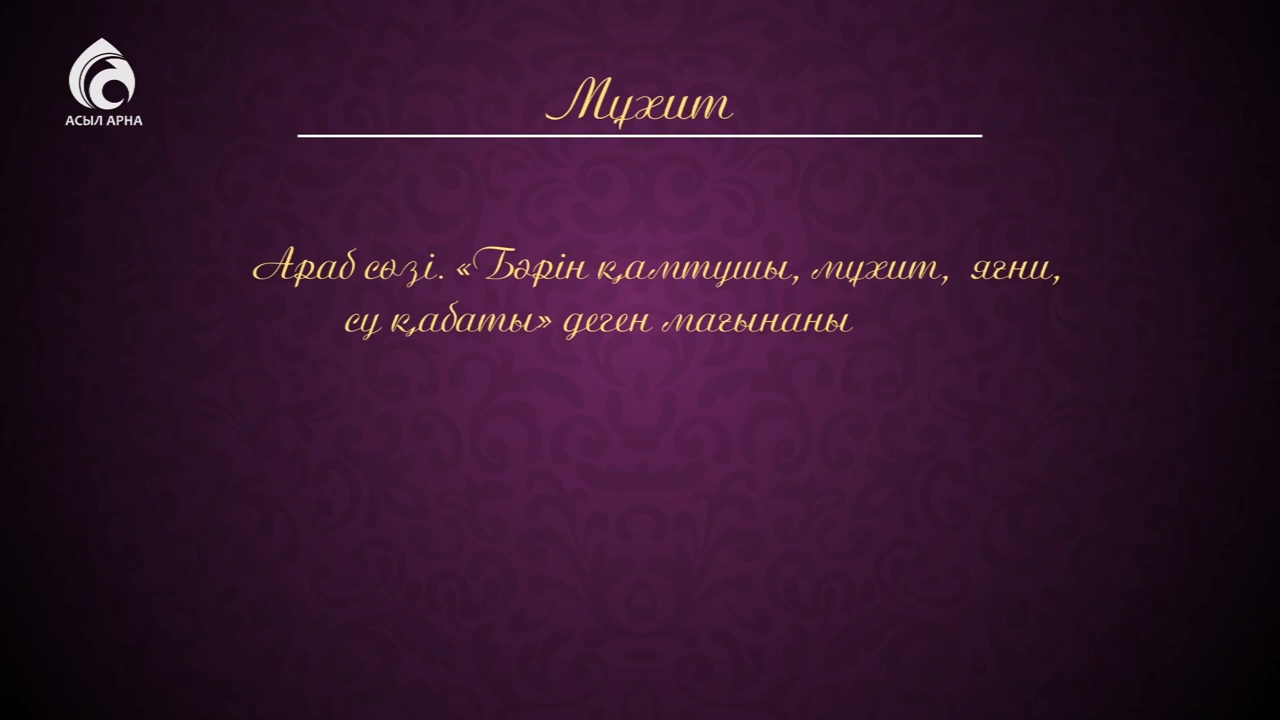 АСЫЛ АРНА
Мұхит
Араб сөзі. «Бәрін қамтушы, мұхит, яғни,
су қабаты» деген мағынаны